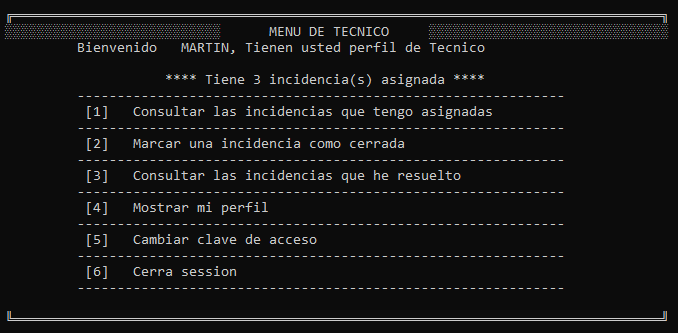 MENU DE TECNICO
Bienvenido   MARTIN, Tienen usted perfil de Tecnico
**** Tiene 3 incidencia(s) asignada ****
[1]   Consultar las incidencias que tengo asignadas
[2]   Marcar una incidencia como cerrada
[3]   Consultar las incidencias que he resuelto
[4]   Mostrar mi perfil
[5]   Cambiar clave de acceso
[6]   Cerra session